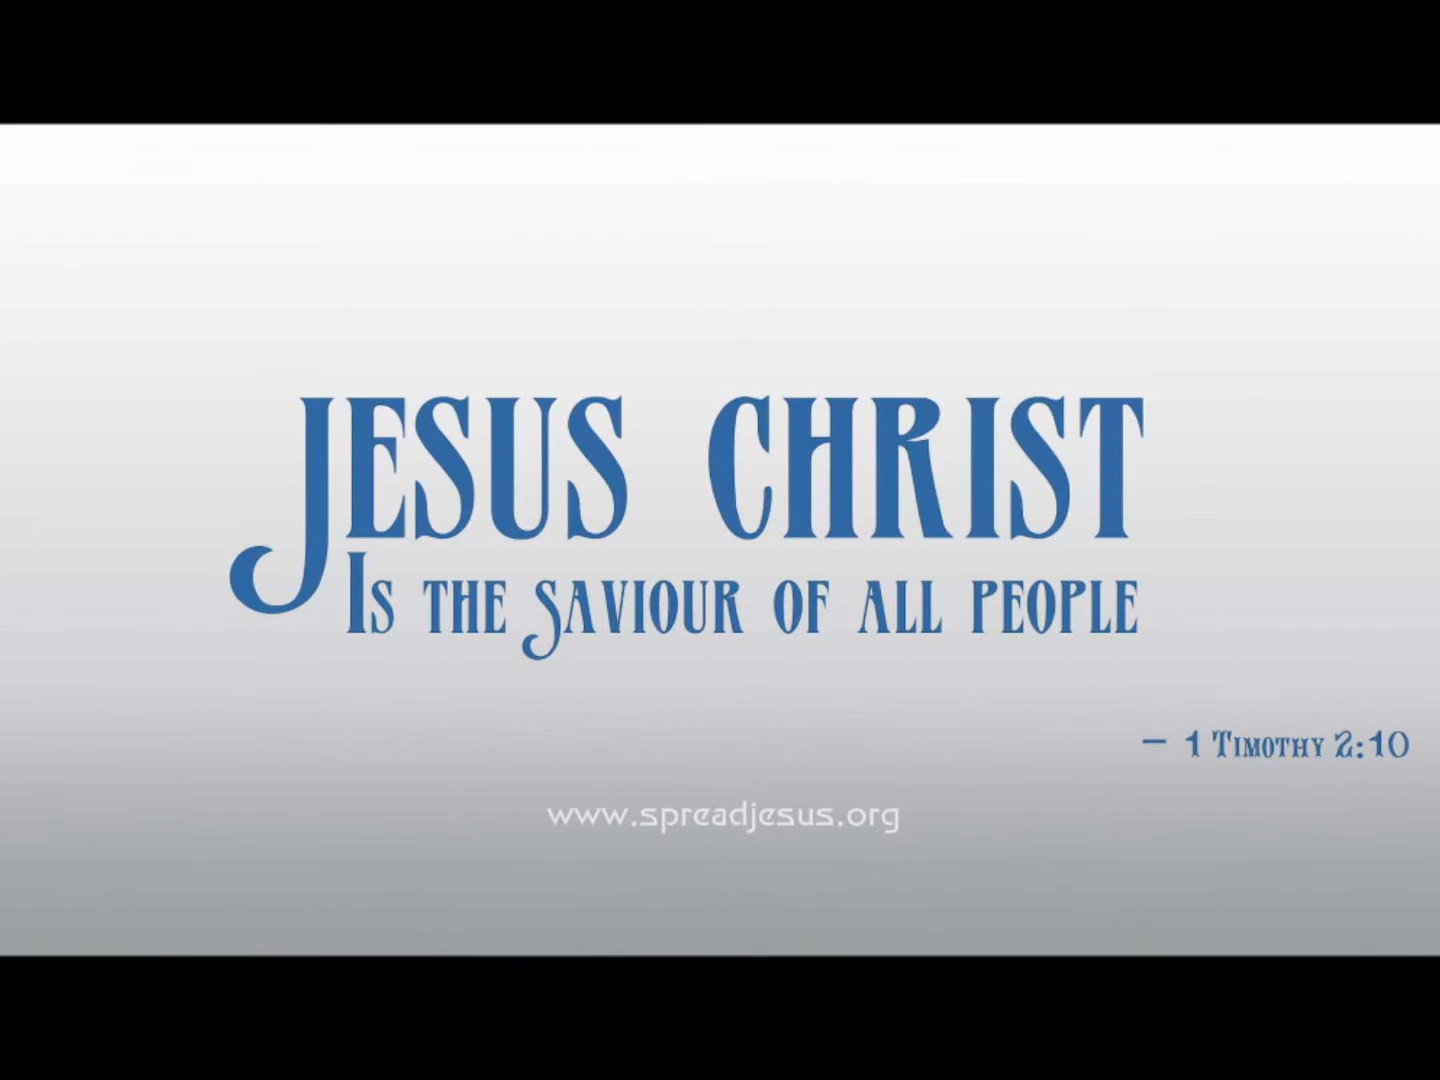 JESUS CHRIST
IS THE SAVIOUR OF ALL PEOPLE
– 1 TIMOTHY 2:10
www.spreadjesus.org